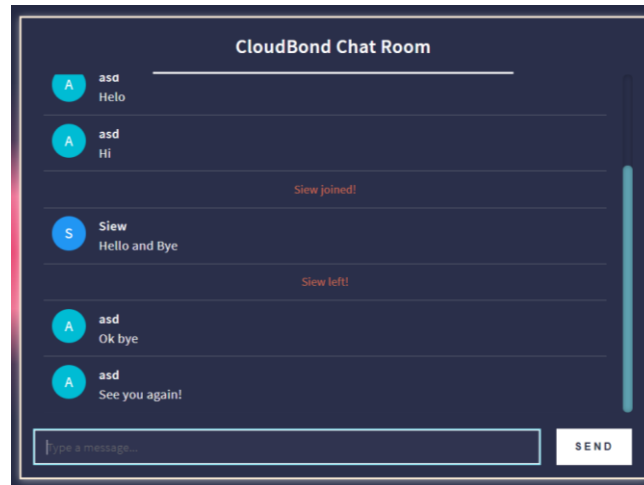 CloudBond Chat Room
A
asd
Helo
A
asd
Hi
Siew joined!
S
Siew
Hello and Bye
Siew left!
A
asd
Ok bye
A
asd
See you again!
Type a message...
SEND